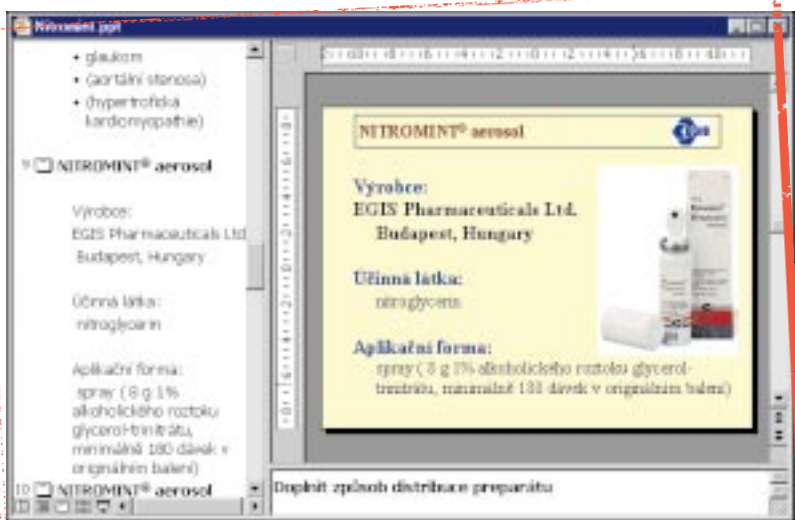 Nitromint.ppt
• glaukom
• (aortální stenosa)
• (hypertrofická
kardiomyopathie)
9 NITROMINT® aerosol
Výrobce:
EGIS Pharmaceuticals Ltd
Budapest, Hungary
Účinná látka:
nitroglycerin
Aplikační forma:
spray ( 8 g 1%
alkoholického roztoku
glycerol-trinitrátu,
minimálně 180 dávek v
originálním balení)
10 NITROMINT® aerosol
NITROMINT® aerosol
EGIS
Výrobce:
EGIS Pharmaceuticals Ltd.
Budapest, Hungary
Účinná látka:
nitroglycerin
Aplikační forma:
spray ( 8 g 1% alkoholického roztoku glycerol-
trinitrátu, minimálně 180 dávek v originálním balení)
Doplnit způsob distribuce preparátu